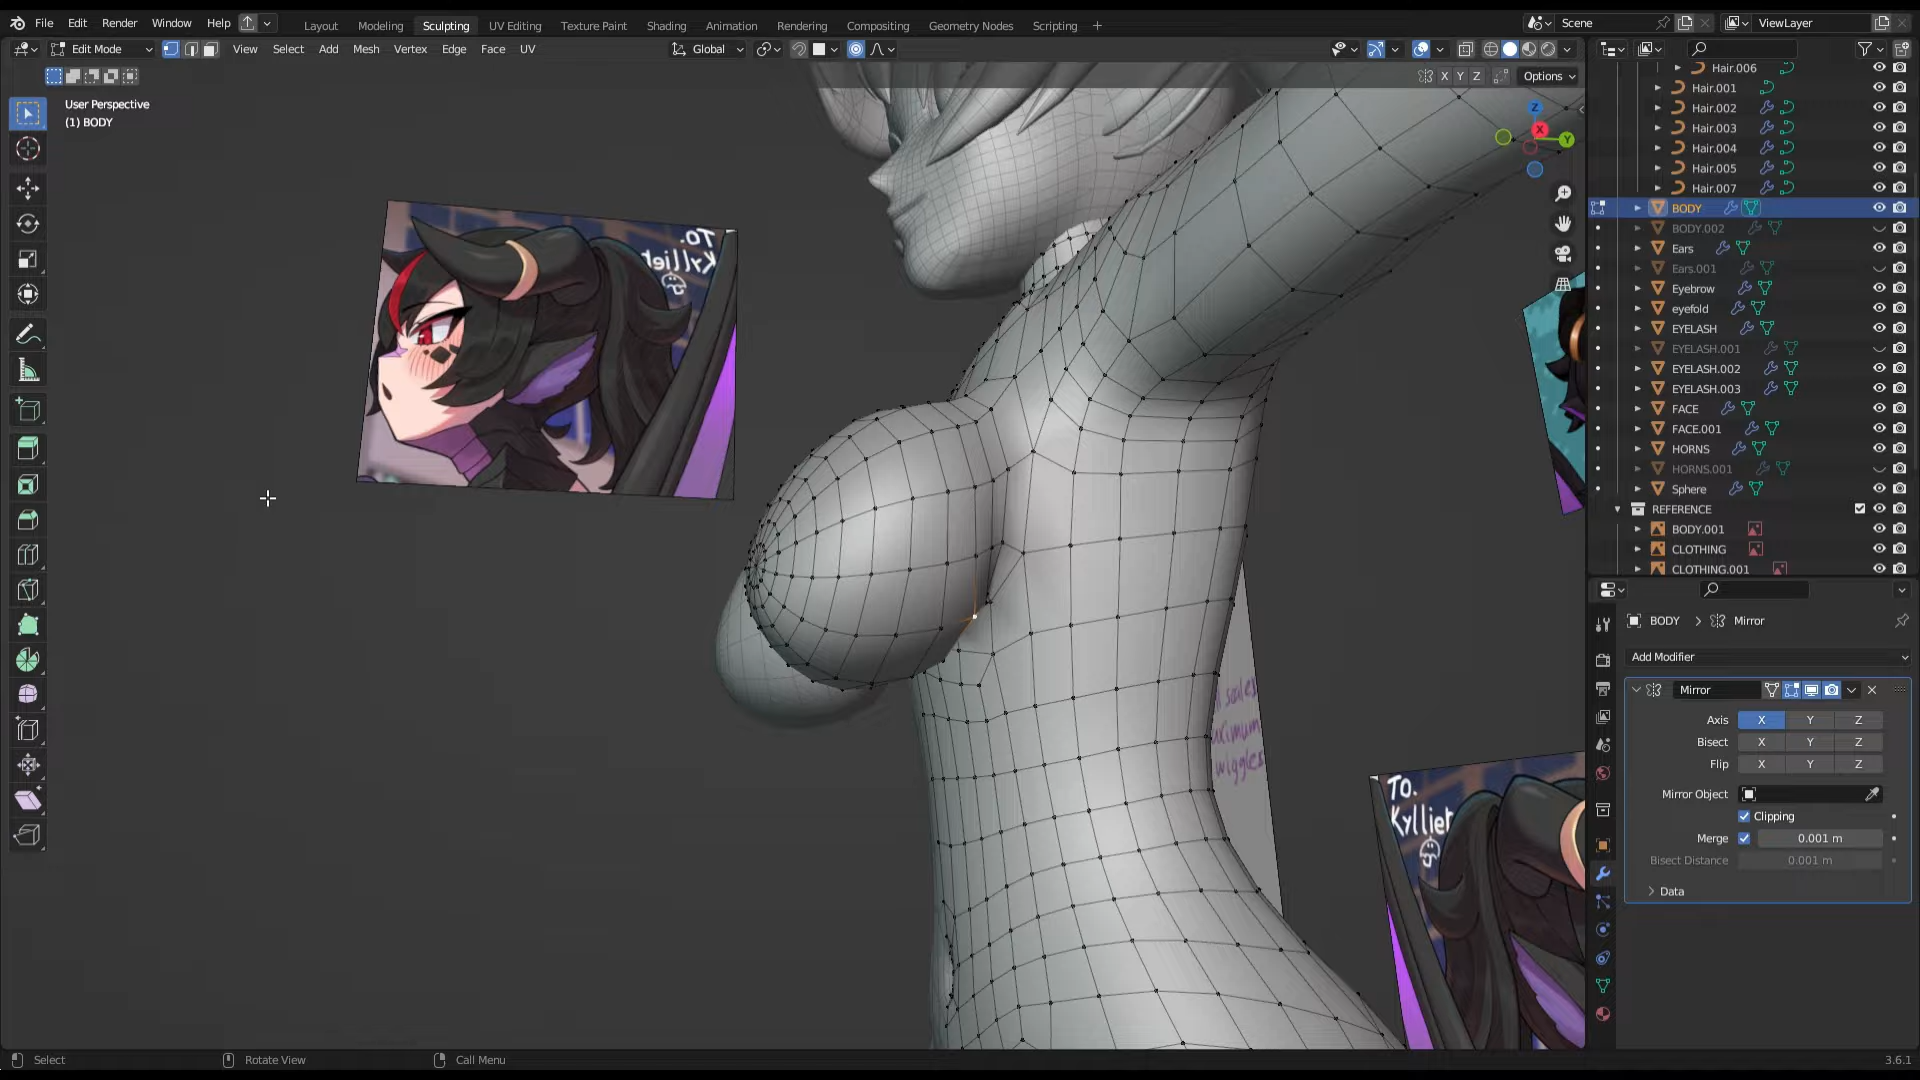 File Edit Render Window Help
Layout Modeling Sculpting UV Editing Texture Paint Shading Animation Rendering Compositing Geometry Nodes Scripting +
Scene
ViewLayer
Edit Mode
View Select Add Mesh Vertex Edge Face UV
Global
X Y Z
Options
User Perspective
(1) BODY
Z
X
Y
To.
Kylliet
scales
wiggles
To.
Kylliet
Hair.006
Hair.001
Hair.002
Hair.003
Hair.004
Hair.005
Hair.007
BODY
BODY.002
Ears
Ears.001
Eyebrow
eyefold
EYELASH
EYELASH.001
EYELASH.002
EYELASH.003
FACE
FACE.001
HORNS
HORNS.001
Sphere
REFERENCE
BODY.001
CLOTHING
CLOTHING.001
BODY > Mirror
Add Modifier
Mirror
Axis X Y Z
Bisect X Y Z
Flip X Y Z
Mirror Object
Clipping
Merge 0.001 m
Bisect Distance 0.001 m
Data
Select
Rotate View
Call Menu
3.6.1